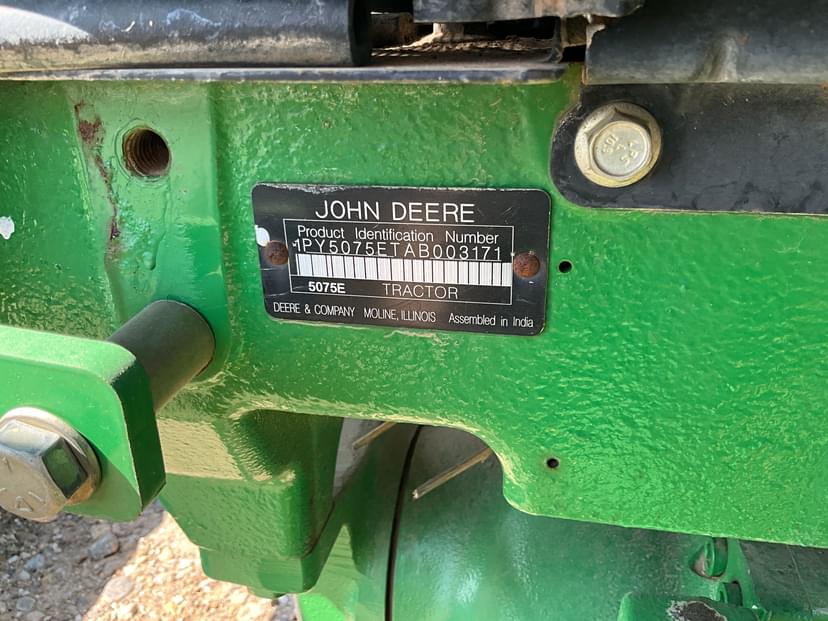 JOHN DEERE
Product Identification Number
1PY5075ETAB003171
5075E TRACTOR
DEERE & COMPANY MOLINE, ILLINOIS Assembled in India